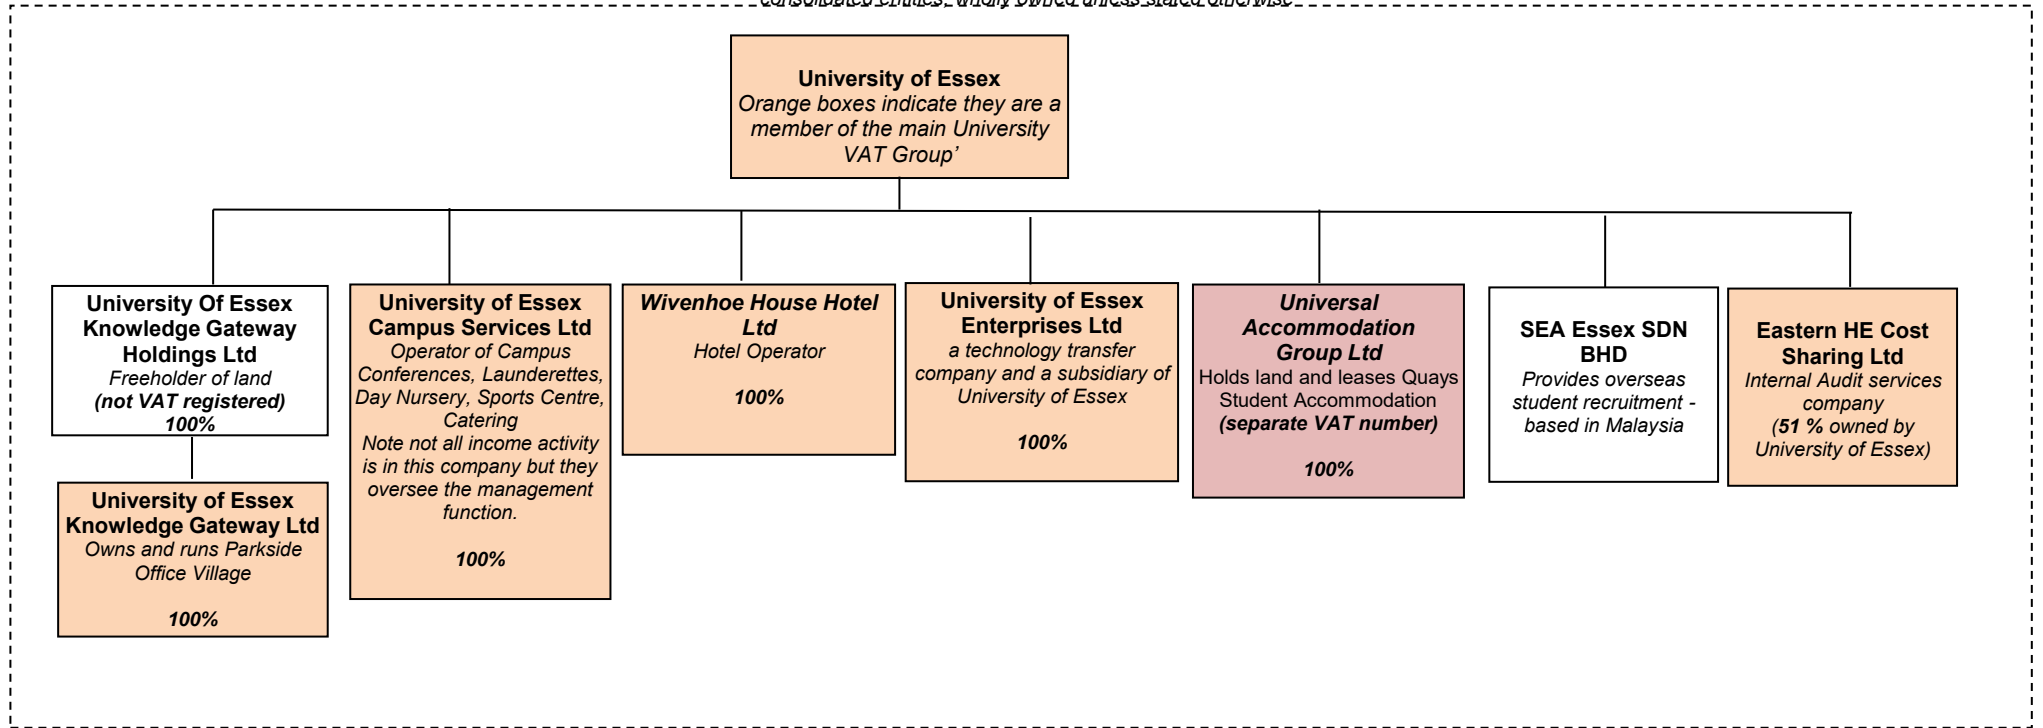 consolidated entities, wholly owned unless stated otherwise
University of Essex
Orange boxes indicate they are a
member of the main University
VAT Group’
University Of Essex
Knowledge Gateway
Holdings Ltd
Freeholder of land
(not VAT registered)
100%
University of Essex
Knowledge Gateway Ltd
Owns and runs Parkside
Office Village
100%
University of Essex
Campus Services Ltd
Operator of Campus
Conferences, Launderettes,
Day Nursery, Sports Centre,
Catering
Note not all income activity
is in this company but they
oversee the management
function.
100%
Wivenhoe House Hotel
Ltd
Hotel Operator
100%
University of Essex
Enterprises Ltd
a technology transfer
company and a subsidiary of
University of Essex
100%
Universal
Accommodation
Group Ltd
Holds land and leases Quays
Student Accommodation
(separate VAT number)
100%
SEA Essex SDN
BHD
Provides overseas
student recruitment -
based in Malaysia
Eastern HE Cost
Sharing Ltd
Internal Audit services
company
(51 % owned by
University of Essex)